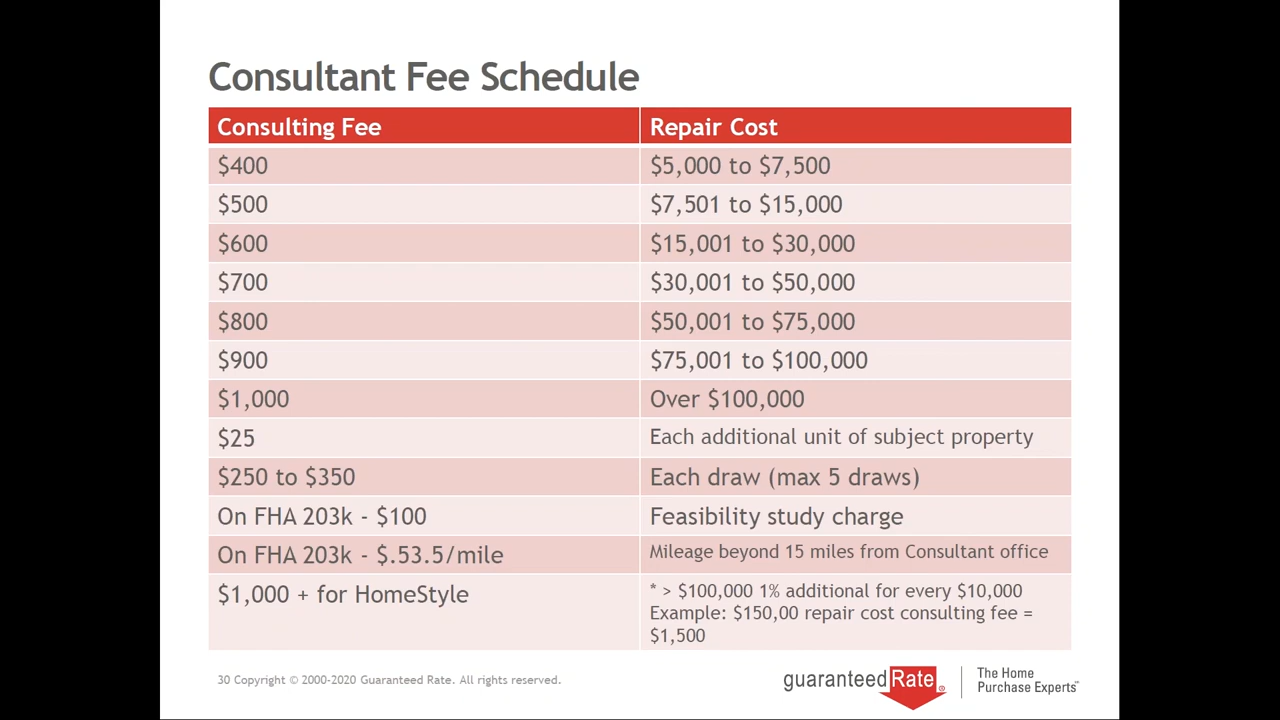 Consultant Fee Schedule
Consulting Fee Repair Cost
$400 $5,000 to $7,500
$500 $7,501 to $15,000
$600 $15,001 to $30,000
$700 $30,001 to $50,000
$800 $50,001 to $75,000
$900 $75,001 to $100,000
$1,000 Over $100,000
$25 Each additional unit of subject property
$250 to $350 Each draw (max 5 draws)
On FHA 203k - $100 Feasibility study charge
On FHA 203k - $.53.5/mile Mileage beyond 15 miles from Consultant office
$1,000 + for HomeStyle * > $100,000 1% additional for every $10,000
Example: $150,00 repair cost consulting fee =
$1,500
30 Copyright © 2000-2020 Guaranteed Rate. All rights reserved.
guaranteed Rate®
The Home
Purchase Experts℠